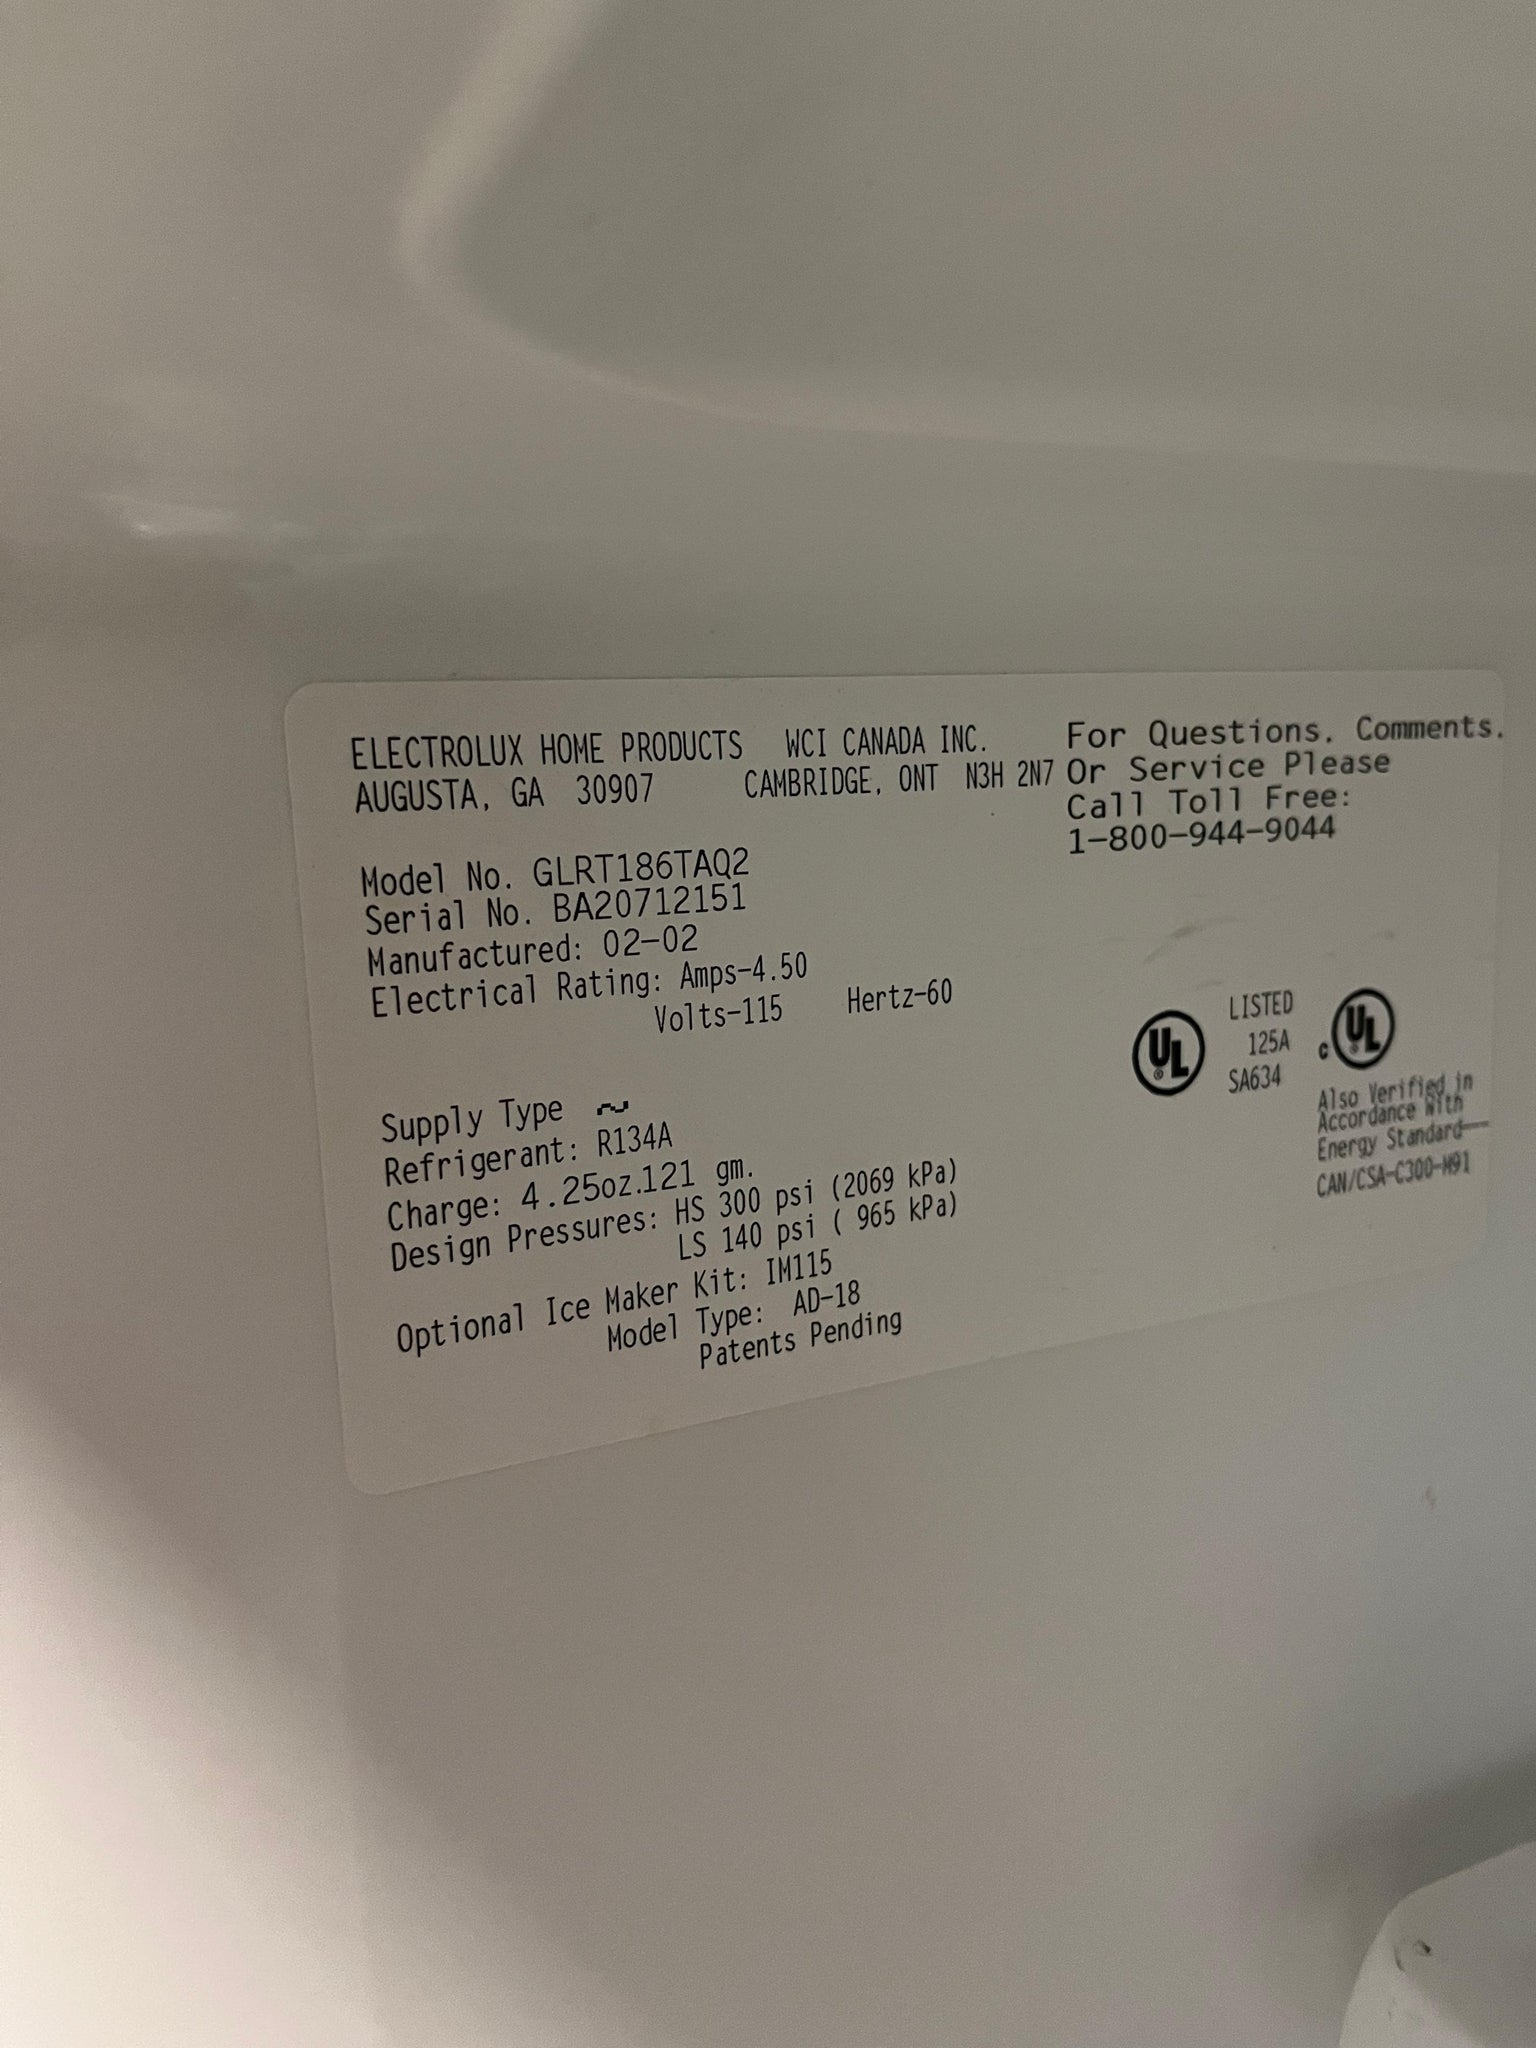 ELECTROLUX HOME PRODUCTS WCI CANADA INC.
AUGUSTA, GA 30907 CAMBRIDGE, ONT N3H 2N7
For Questions. Comments.
Or Service Please
Call Toll Free:
1-800-944-9044
Model No. GLRT186TAQ2
Serial No. BA20712151
Manufactured: 02-02
Electrical Rating: Amps-4.50
Volts-115 Hertz-60
UL
LISTED
125A
SA634
c UL
Also Verified in
Accordance With
Energy Standard
CAN/CSA-C300-M91
Supply Type ~
Refrigerant: R134A
Charge: 4.25oz.121 gm.
Design Pressures: HS 300 psi (2069 kPa)
LS 140 psi ( 965 kPa)
Optional Ice Maker Kit: IM115
Model Type: AD-18
Patents Pending